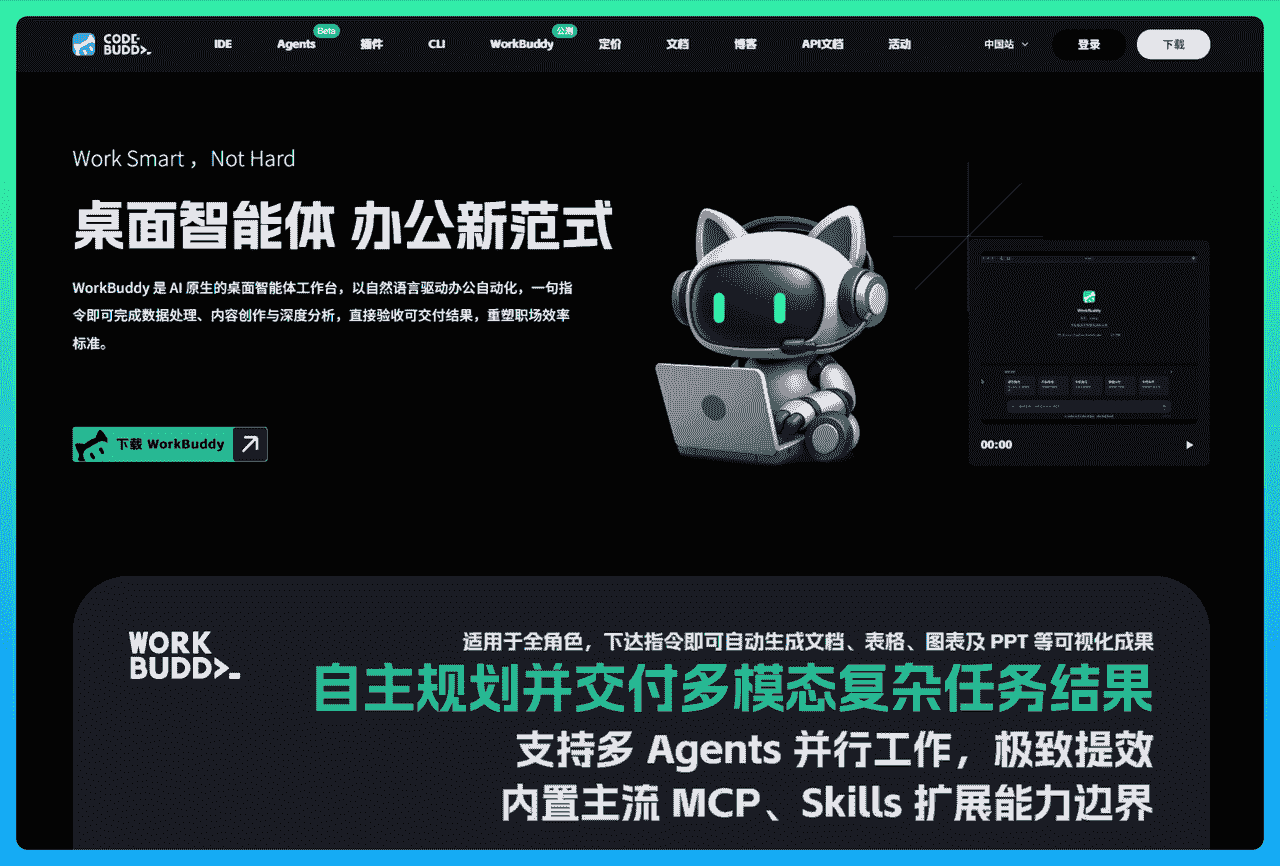 CODE-
BUDD>_
IDE
Agents
Beta
插件
CLI
WorkBuddy
公测
定价
文档
博客
API文档
活动
中国站
登录
下载
Work Smart ，Not Hard
桌面智能体 办公新范式
WorkBuddy 是 AI 原生的桌面智能体工作台，以自然语言驱动办公自动化，一句指
令即可完成数据处理、内容创作与深度分析，直接验收可交付结果，重塑职场效率
标准。
下载 WorkBuddy
WorkBuddy
00:00
WORK
BUDD>_
适用于全角色，下达指令即可自动生成文档、表格、图表及 PPT 等可视化成果
自主规划并交付多模态复杂任务结果
支持多 Agents 并行工作，极致提效
内置主流 MCP、Skills 扩展能力边界